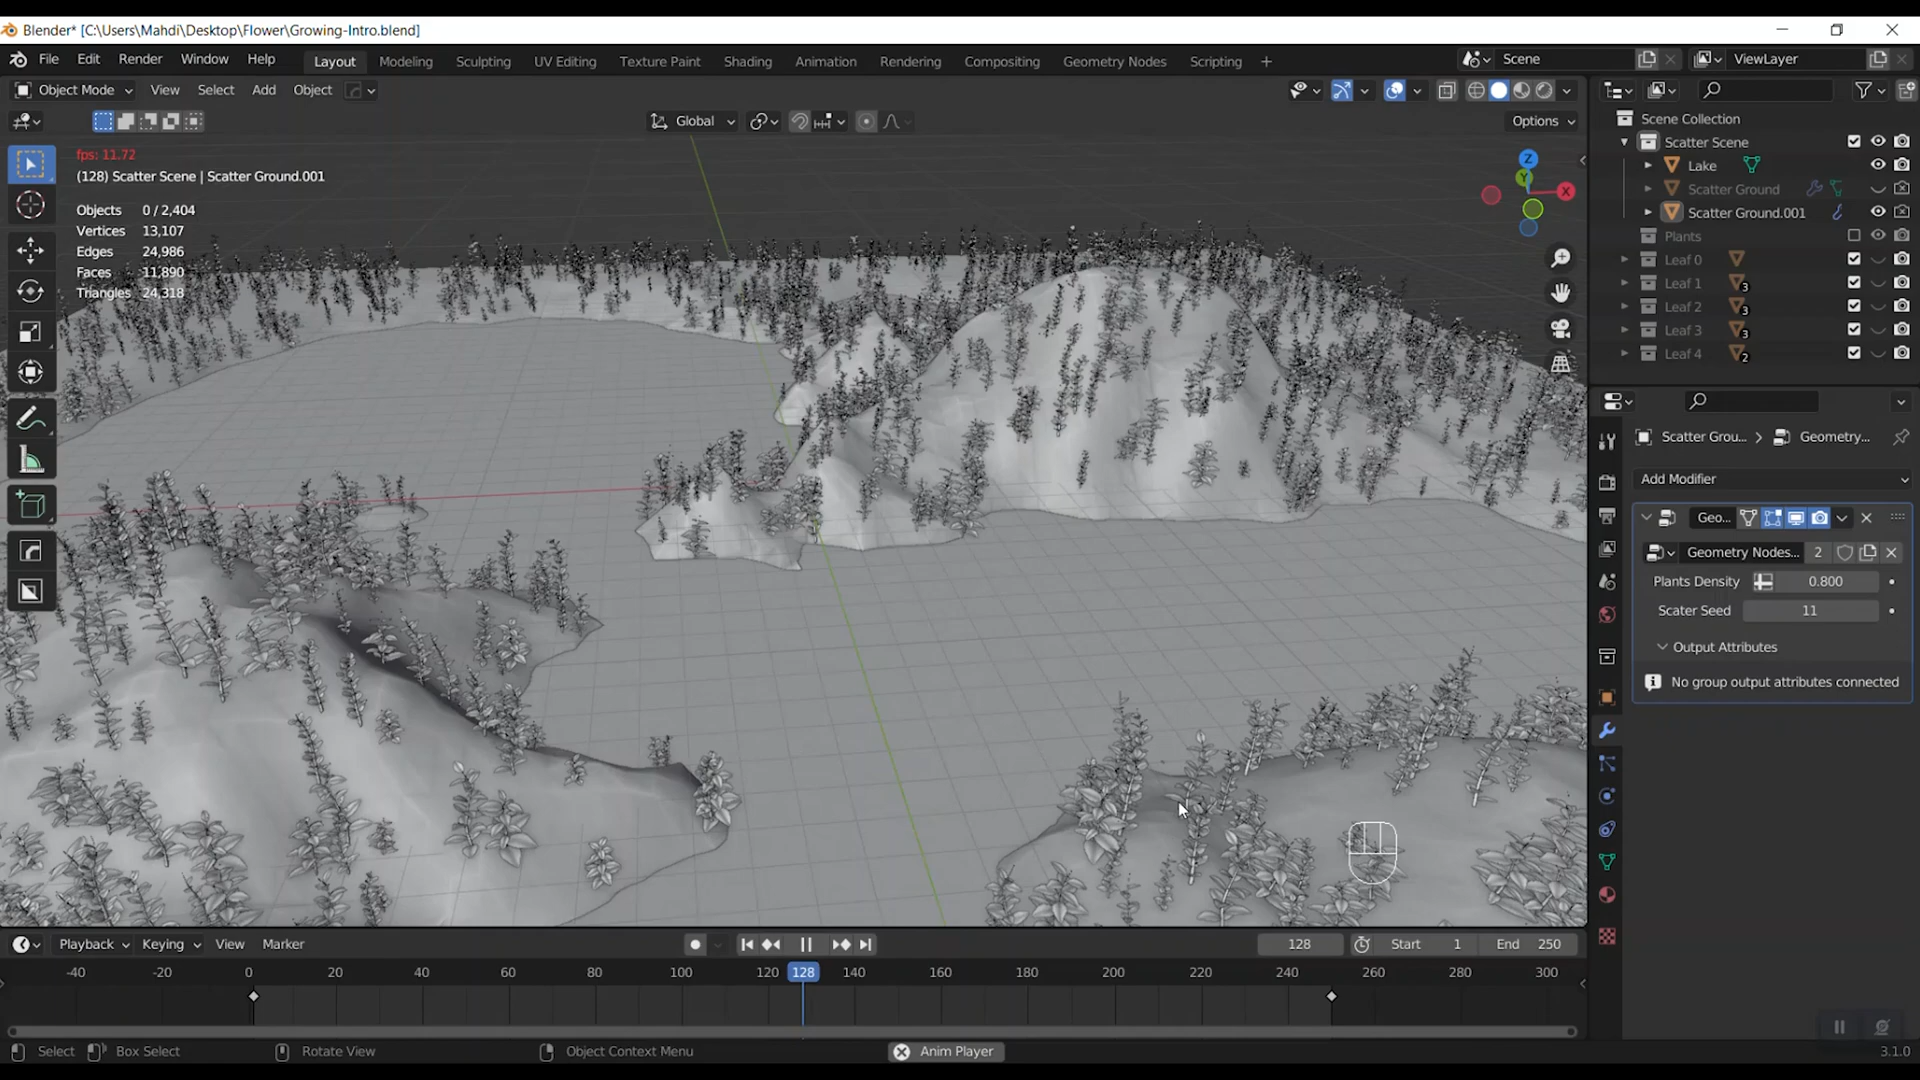 Blender* [C:\Users\Mahdi\Desktop\Flower\Growing-Intro.blend]
File Edit Render Window Help Layout Modeling Sculpting UV Editing Texture Paint Shading Animation Rendering Compositing Geometry Nodes Scripting + Scene ViewLayer
Object Mode View Select Add Object
Global Options
fps: 11.72
(128) Scatter Scene | Scatter Ground.001
Objects 0 / 2,404
Vertices 13,107
Edges 24,986
Faces 11,890
Triangles 24,318
Z
Y
X
Scene Collection
Scatter Scene
Lake
Scatter Ground
Scatter Ground.001
Plants
Leaf 0
Leaf 1 3
Leaf 2 3
Leaf 3 3
Leaf 4 2
Scatter Grou... > Geometry...
Add Modifier
Geo...
Geometry Nodes... 2
Plants Density 0.800
Scater Seed 11
Output Attributes
No group output attributes connected
Playback Keying View Marker 128 Start 1 End 250
-40 -20 0 20 40 60 80 100 120 128 140 160 180 200 220 240 260 280 300
Select Box Select Rotate View Object Context Menu Anim Player 3.1.0